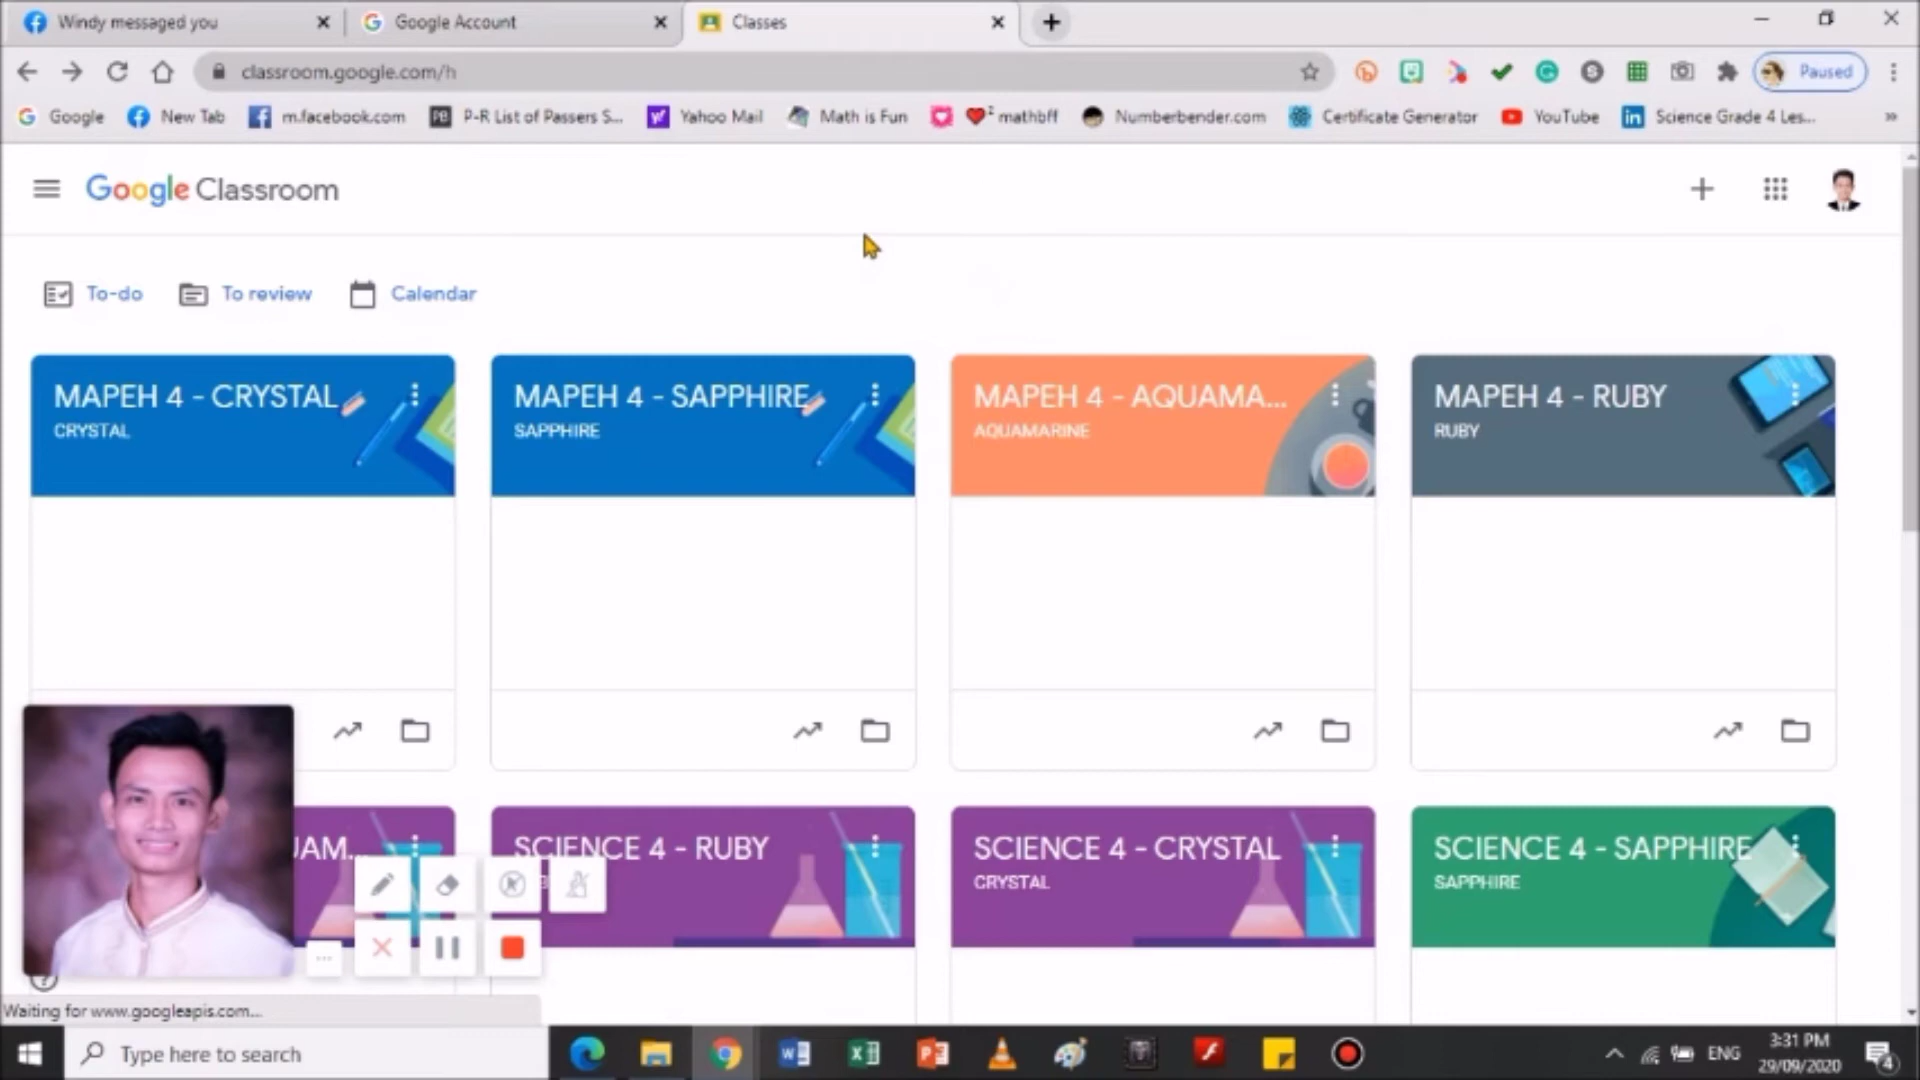 Windy messaged you
Google Account
Classes
classroom.google.com/h
Paused
Google
New Tab
m.facebook.com
P-R List of Passers S...
Yahoo Mail
Math is Fun
mathbff
Numberbender.com
Certificate Generator
YouTube
Science Grade 4 Les...
Google Classroom
To-do
To review
Calendar
MAPEH 4 - CRYSTAL
CRYSTAL
MAPEH 4 - SAPPHIRE
SAPPHIRE
MAPEH 4 - AQUAMA...
AQUAMARINE
MAPEH 4 - RUBY
RUBY
SCIENCE 4 - RUBY
SCIENCE 4 - CRYSTAL
CRYSTAL
SCIENCE 4 - SAPPHIRE
SAPPHIRE
Waiting for www.googleapis.com...
Type here to search
ENG
3:31 PM
29/09/2020
4